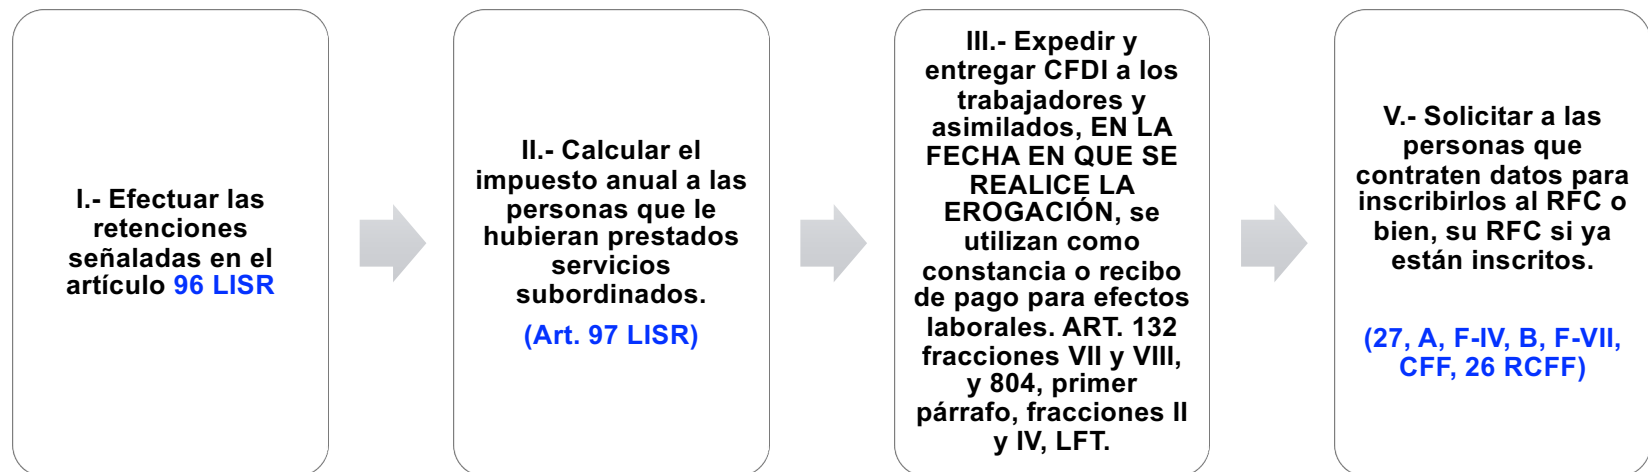 I.- Efectuar las
retenciones
señaladas en el
artículo 96 LISR
II.- Calcular el
impuesto anual a las
personas que le
hubieran prestados
servicios
subordinados.
(Art. 97 LISR)
III.- Expedir y
entregar CFDI a los
trabajadores y
asimilados, EN LA
FECHA EN QUE SE
REALICE LA
EROGACIÓN, se
utilizan como
constancia o recibo
de pago para efectos
laborales. ART. 132
fracciones VII y VIII,
y 804, primer
párrafo, fracciones II
y IV, LFT.
V.- Solicitar a las
personas que
contraten datos para
inscribirlos al RFC o
bien, su RFC si ya
están inscritos.
(27, A, F-IV, B, F-VII,
CFF, 26 RCFF)